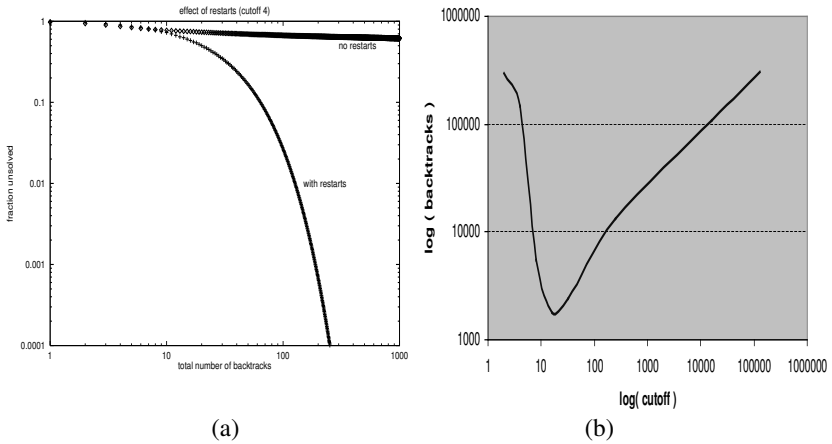 effect of restarts (cutoff 4)
1
0.1
0.01
0.001
0.0001
fraction unsolved
no restarts
with restarts
1
10
100
1000
total number of backtracks
(a)
1000000
100000
10000
1000
log ( backtracks )
1
10
100
1000
10000
100000
1000000
log( cutoff )
(b)